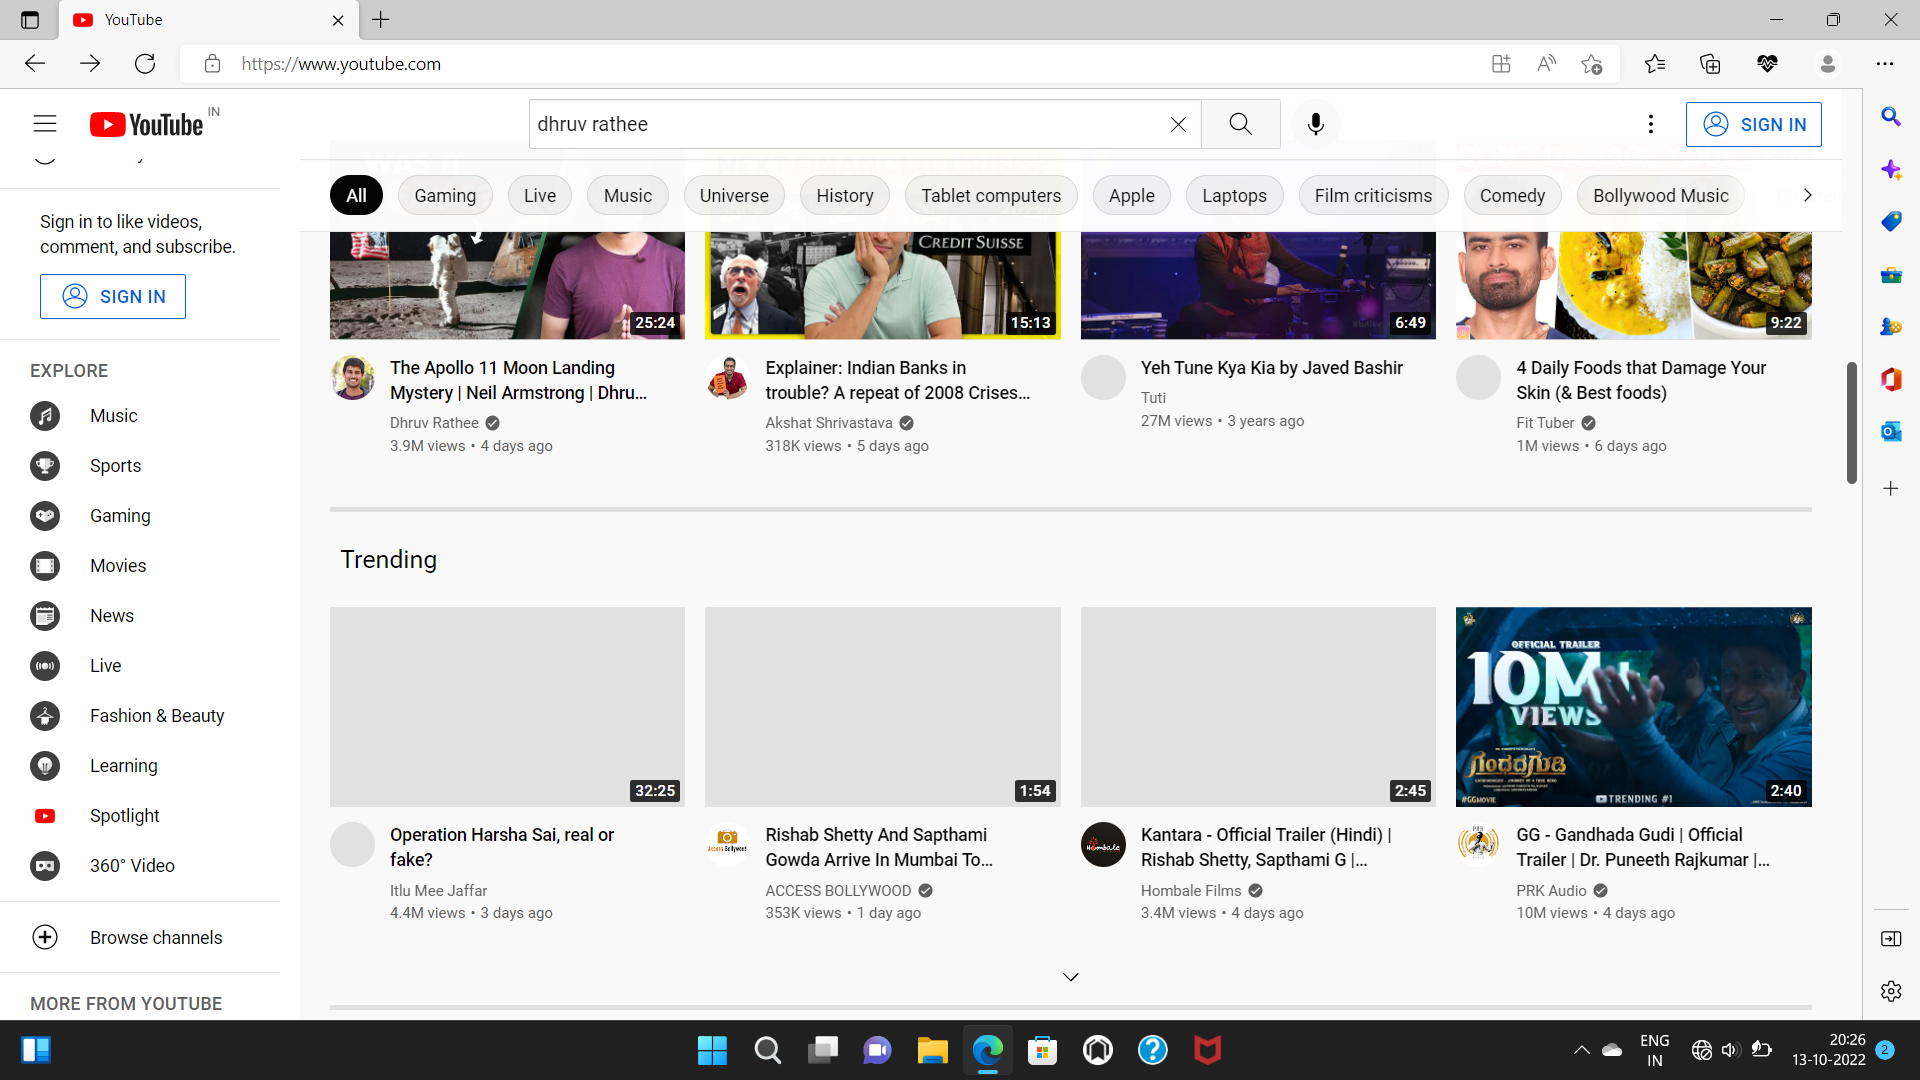 YouTube
https://www.youtube.com
YouTube IN
dhruv rathee
SIGN IN
All
Gaming
Live
Music
Universe
History
Tablet computers
Apple
Laptops
Film criticisms
Comedy
Bollywood Music
Sign in to like videos,
comment, and subscribe.
SIGN IN
EXPLORE
Music
Sports
Gaming
Movies
News
Live
Fashion & Beauty
Learning
Spotlight
360° Video
Browse channels
MORE FROM YOUTUBE
25:24
The Apollo 11 Moon Landing
Mystery | Neil Armstrong | Dhru...
Dhruv Rathee
3.9M views • 4 days ago
CREDIT SUISSE
15:13
Explainer: Indian Banks in
trouble? A repeat of 2008 Crises...
Akshat Shrivastava
318K views • 5 days ago
6:49
Yeh Tune Kya Kia by Javed Bashir
Tuti
27M views • 3 years ago
9:22
4 Daily Foods that Damage Your
Skin (& Best foods)
Fit Tuber
1M views • 6 days ago
Trending
32:25
Operation Harsha Sai, real or
fake?
Itlu Mee Jaffar
4.4M views • 3 days ago
1:54
Rishab Shetty And Sapthami
Gowda Arrive In Mumbai To...
ACCESS BOLLYWOOD
353K views • 1 day ago
2:45
Kantara - Official Trailer (Hindi) |
Rishab Shetty, Sapthami G |...
Hombale Films
3.4M views • 4 days ago
OFFICIAL TRAILER
10M+
VIEWS
ಗಂಧದಗುಡಿ
#GGMOVIE
TRENDING #1
2:40
GG - Gandhada Gudi | Official
Trailer | Dr. Puneeth Rajkumar |...
PRK Audio
10M views • 4 days ago
ENG
IN
20:26
13-10-2022
2